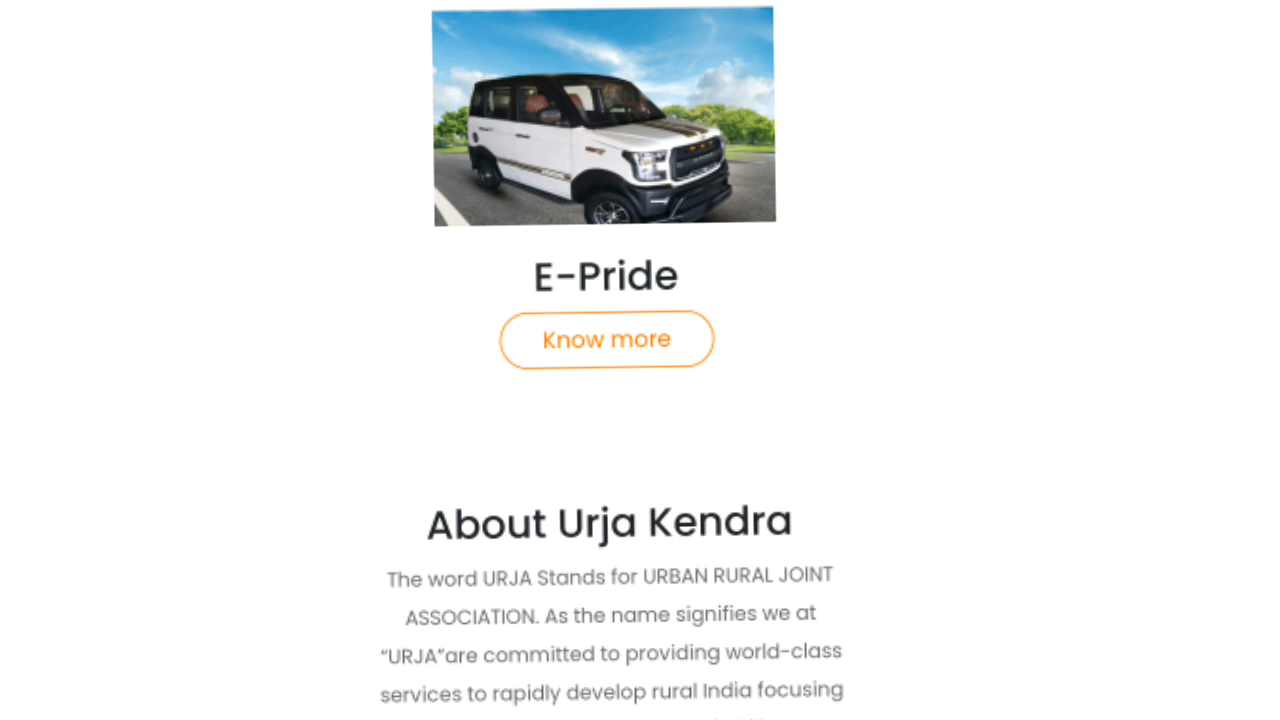 E-Pride
Know more
About Urja Kendra
The word URJA Stands for URBAN RURAL JOINT
ASSOCIATION. As the name signifies we at
“URJA”are committed to providing world-class
services to rapidly develop rural India focusing